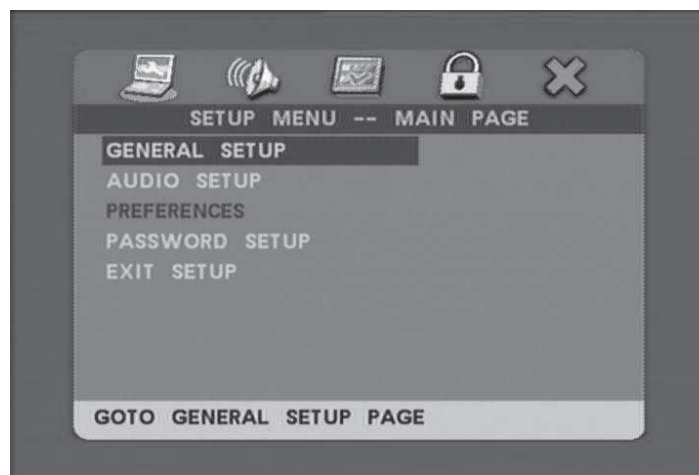 SETUP MENU -- MAIN PAGE
GENERAL SETUP
AUDIO SETUP
PREFERENCES
PASSWORD SETUP
EXIT SETUP
GOTO GENERAL SETUP PAGE